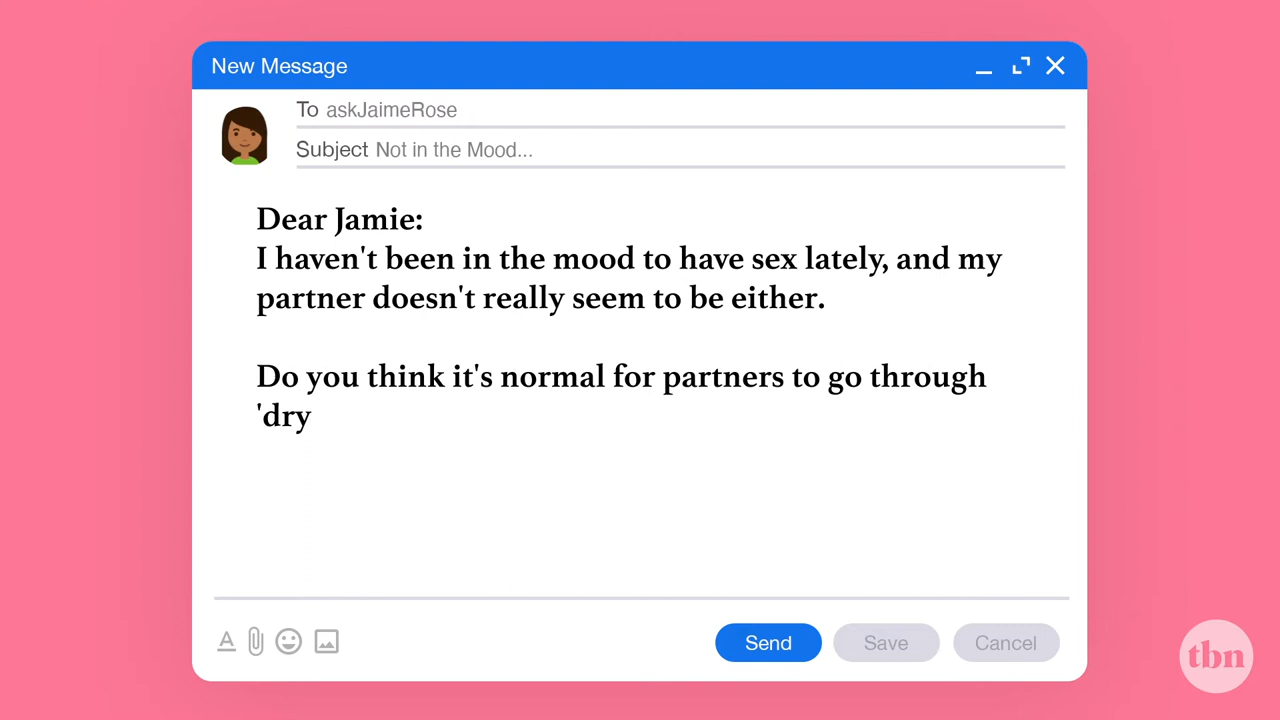 New Message
To askJaimeRose
Subject Not in the Mood...
Dear Jamie:
I haven't been in the mood to have sex lately, and my
partner doesn't really seem to be either.
Do you think it's normal for partners to go through
'dry
A
Send Save Cancel
tbn